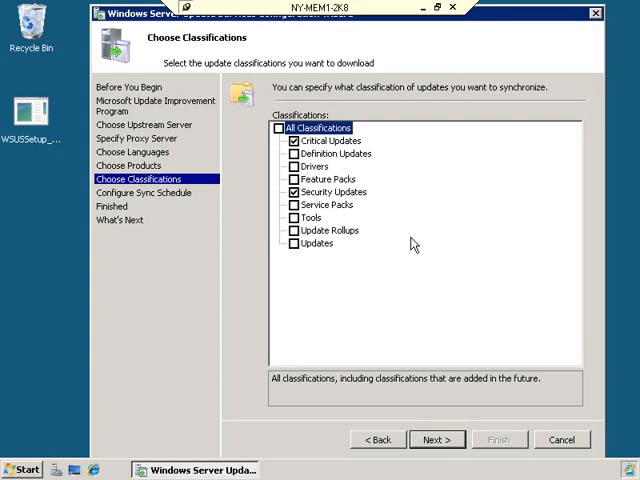 NY-MEM1-2K8
Windows Server Update Services Configuration Wizard
Recycle Bin
WSUSSetup_...
Choose Classifications
Select the update classifications you want to download
Before You Begin
Microsoft Update Improvement
Program
Choose Upstream Server
Specify Proxy Server
Choose Languages
Choose Products
Choose Classifications
Configure Sync Schedule
Finished
What's Next
You can specify what classification of updates you want to synchronize.
Classifications:
All Classifications
Critical Updates
Definition Updates
Drivers
Feature Packs
Security Updates
Service Packs
Tools
Update Rollups
Updates
All classifications, including classifications that are added in the future.
< Back
Next >
Finish
Cancel
Start
Windows Server Upda...